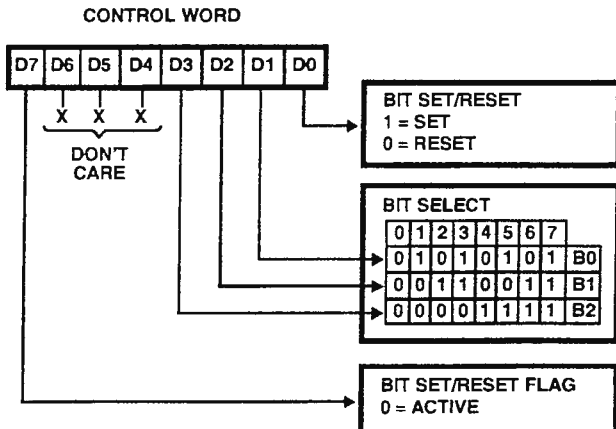 CONTROL WORD
D7 D6 D5 D4 D3 D2 D1 D0
X X X
DON'T
CARE
BIT SET/RESET
1 = SET
0 = RESET
BIT SELECT
0 1 2 3 4 5 6 7
0 1 0 1 0 1 0 1 B0
0 0 1 1 0 0 1 1 B1
0 0 0 0 1 1 1 1 B2
BIT SET/RESET FLAG
0 = ACTIVE